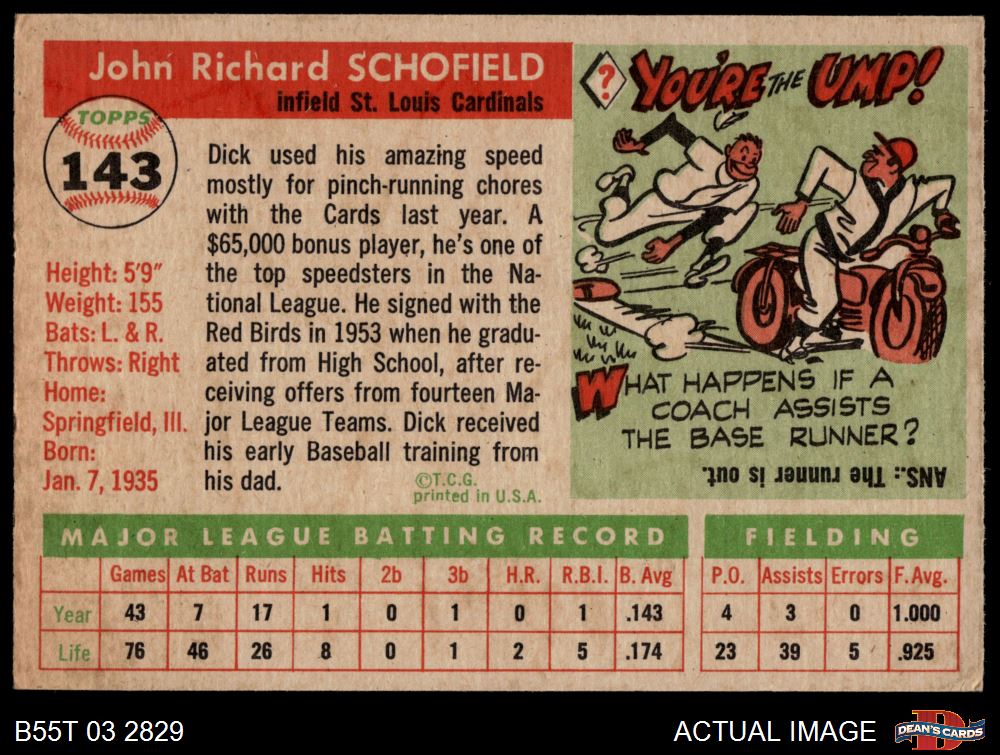 John Richard SCHOFIELD
infield St. Louis Cardinals
TOPPS
143
Height: 5'9"
Weight: 155
Bats: L. & R.
Throws: Right
Home:
Springfield, Ill.
Born:
Jan. 7, 1935
Dick used his amazing speed
mostly for pinch-running chores
with the Cards last year. A
$65,000 bonus player, he's one of
the top speedsters in the Na-
tional League. He signed with the
Red Birds in 1953 when he gradu-
ated from High School, after re-
ceiving offers from fourteen Ma-
jor League Teams. Dick received
his early Baseball training from
his dad.
©T.C.G.
printed in U.S.A.
? YOU'RE THE UMP!
WHAT HAPPENS IF A
COACH ASSISTS
THE BASE RUNNER?
ANS.: The runner is out.
MAJOR LEAGUE BATTING RECORD
Games At Bat Runs Hits 2b 3b H.R. R.B.I. B. Avg
Year 43 7 17 1 0 1 0 1 .143
Life 76 46 26 8 0 1 2 5 .174
FIELDING
P.O. Assists Errors F. Avg.
4 3 0 1.000
23 39 5 .925
B55T 03 2829
ACTUAL IMAGE
D
DEAN'S CARDS